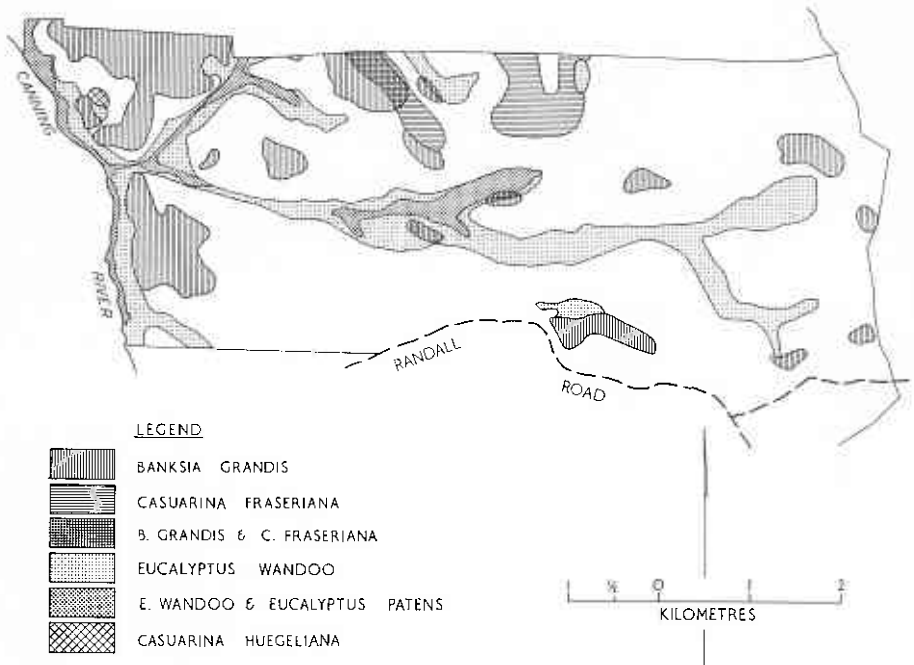 CANNING
RIVER
RANDALL
ROAD
LEGEND
BANKSIA GRANDIS
CASUARINA FRASERIANA
B. GRANDIS & C. FRASERIANA
EUCALYPTUS WANDOO
E. WANDOO & EUCALYPTUS PATENS
CASUARINA HUEGELIANA
1 ½ 0 1 2
KILOMETRES